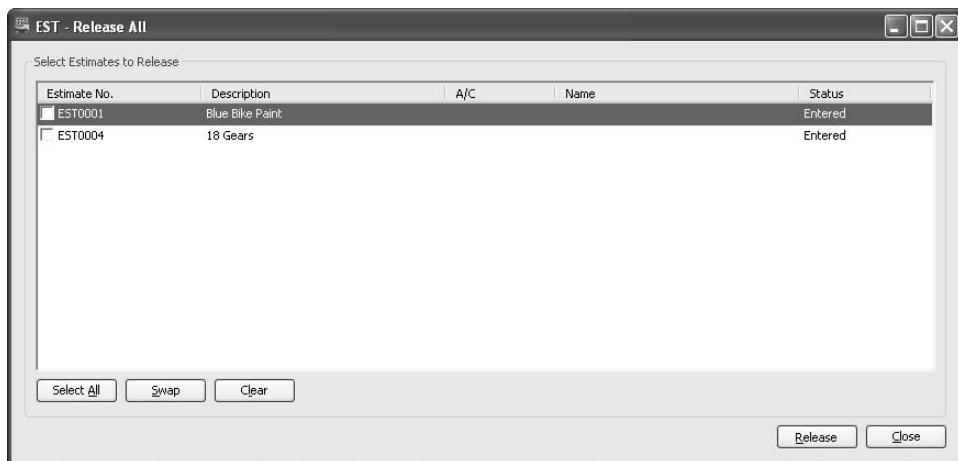 EST - Release All
Select Estimates to Release
Estimate No. Description A/C Name Status
EST0001 Blue Bike Paint Entered
EST0004 18 Gears Entered
Select All Swap Clear
Release Close